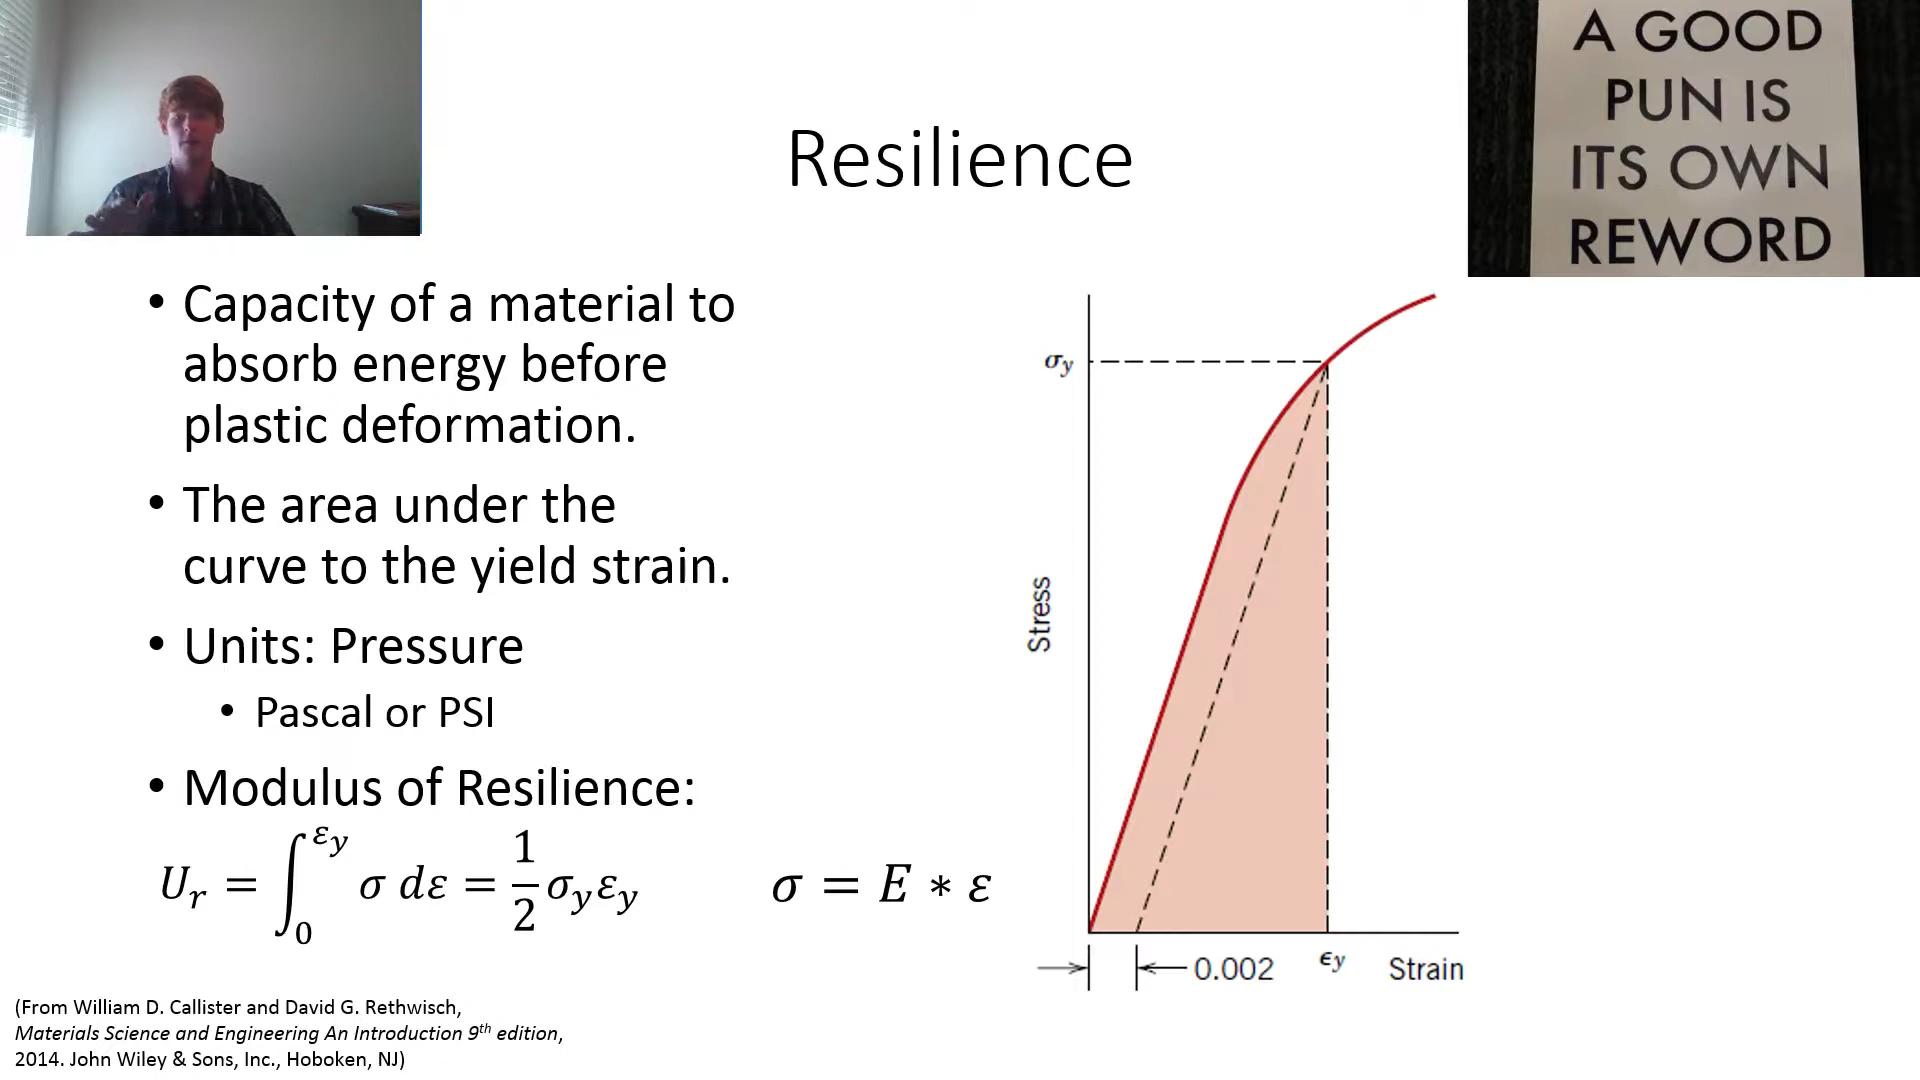 A GOOD
PUN IS
ITS OWN
REWORD
Resilience
• Capacity of a material to
absorb energy before
plastic deformation.
• The area under the
curve to the yield strain.
• Units: Pressure
• Pascal or PSI
• Modulus of Resilience:
U_r = ∫_0^{ε_y} σ dε = 1/2 σ_y ε_y
σ = E * ε
σ_y
Stress
0.002
ϵ_y
Strain
(From William D. Callister and David G. Rethwisch,
Materials Science and Engineering An Introduction 9th edition,
2014. John Wiley & Sons, Inc., Hoboken, NJ)